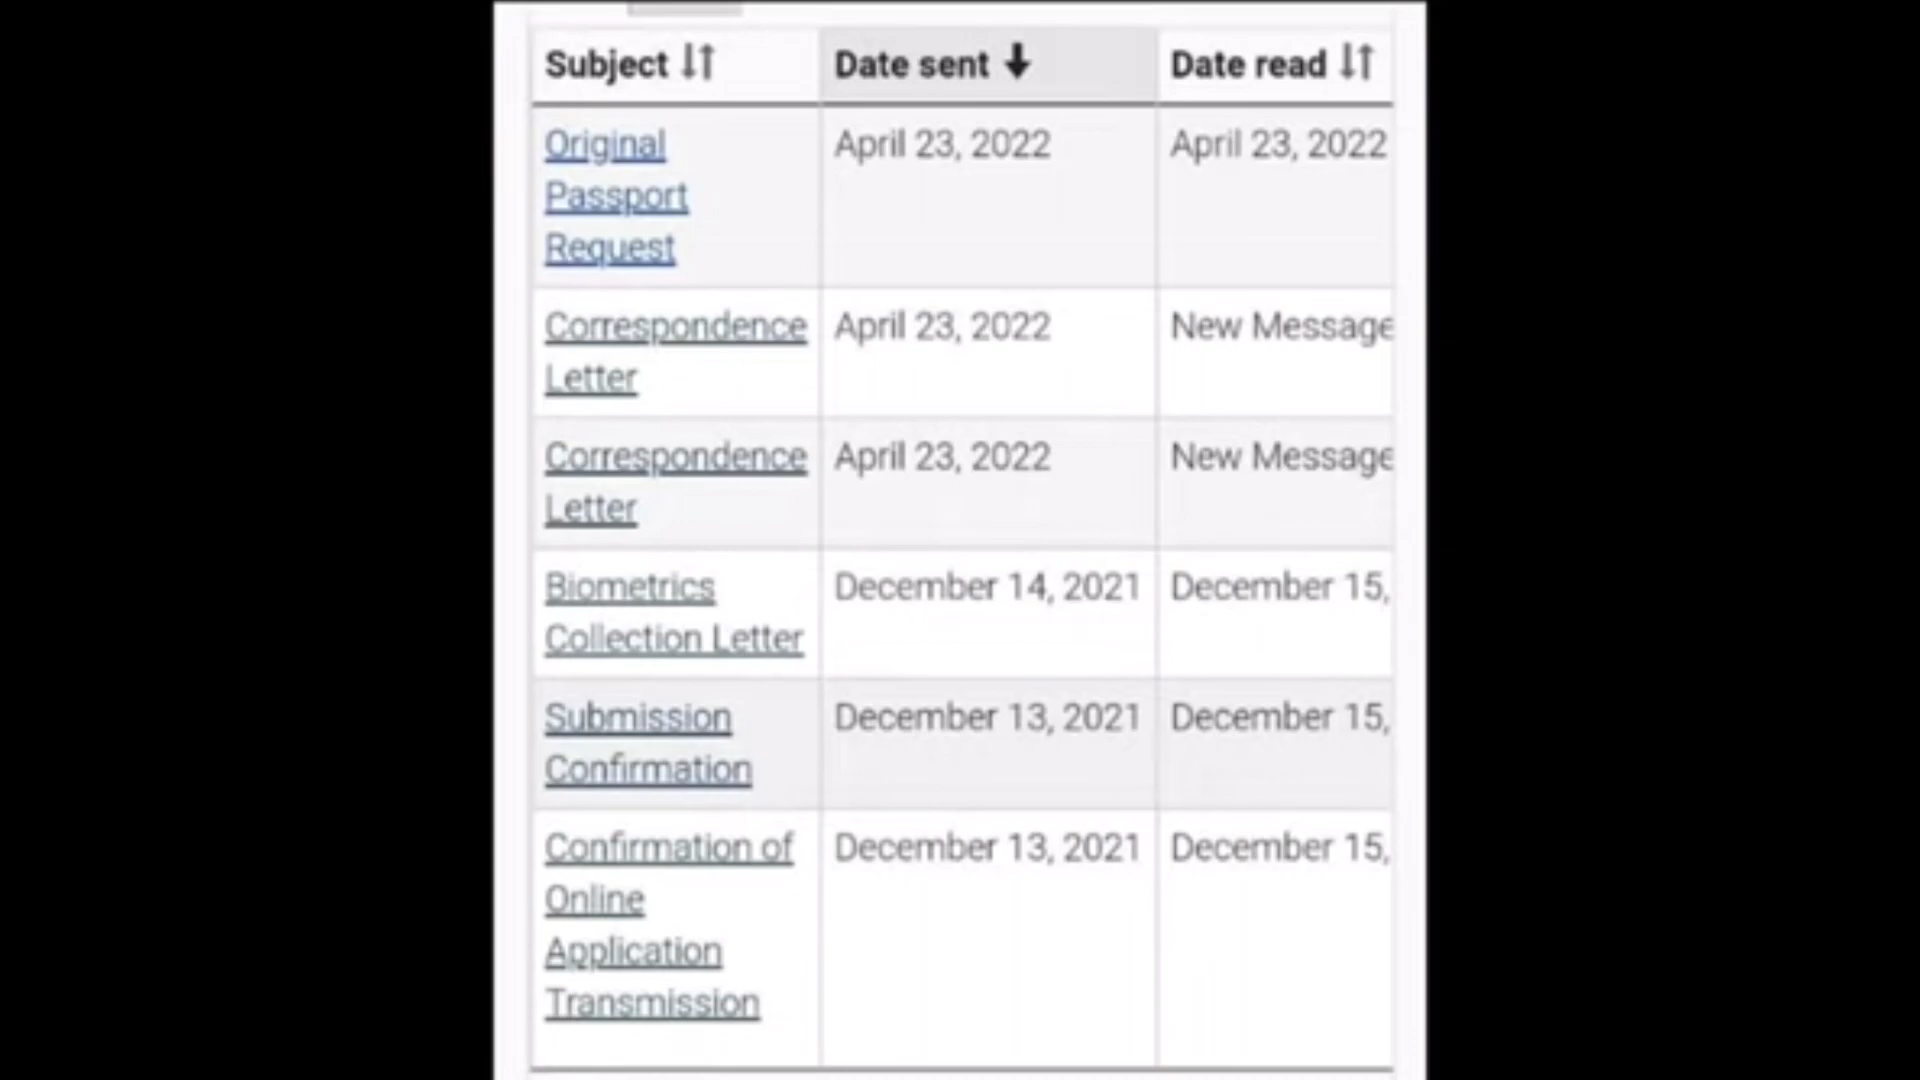 Subject Date sent Date read
Original April 23, 2022 April 23, 2022
Passport
Request
Correspondence April 23, 2022 New Message
Letter
Correspondence April 23, 2022 New Message
Letter
Biometrics December 14, 2021 December 15,
Collection Letter
Submission December 13, 2021 December 15,
Confirmation
Confirmation of December 13, 2021 December 15,
Online
Application
Transmission